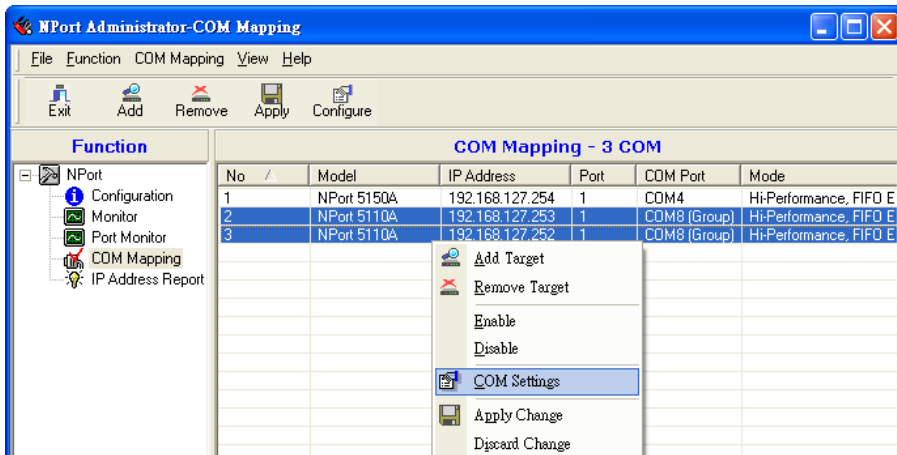 NPort Administrator-COM Mapping
File Function COM Mapping View Help
Exit Add Remove Apply Configure
Function
COM Mapping - 3 COM
NPort
Configuration
Monitor
Port Monitor
COM Mapping
IP Address Report
No Model IP Address Port COM Port Mode
1 NPort 5150A 192.168.127.254 1 COM4 Hi-Performance, FIFO E
2 NPort 5110A 192.168.127.253 1 COM8 (Group) Hi-Performance, FIFO E
3 NPort 5110A 192.168.127.252 1 COM8 (Group) Hi-Performance, FIFO E
Add Target
Remove Target
Enable
Disable
COM Settings
Apply Change
Discard Change